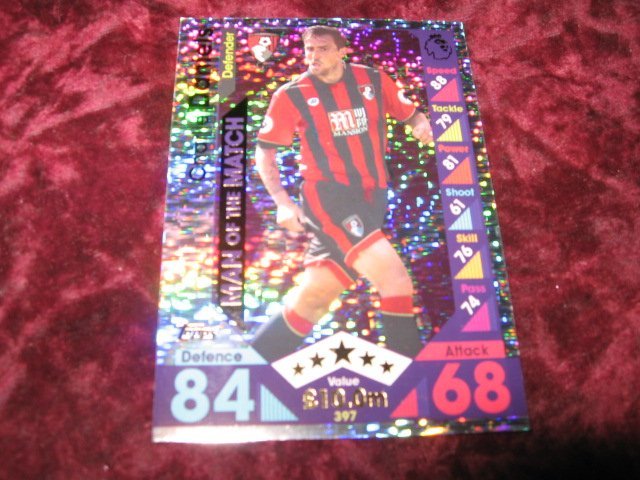 Charlie Daniels
Defender
MAN OF THE MATCH
MANSION
Speed
88
Tackle
79
Power
81
Shoot
61
Skill
76
Pass
74
Defence
84
Attack
68
Value
£10.0m
397